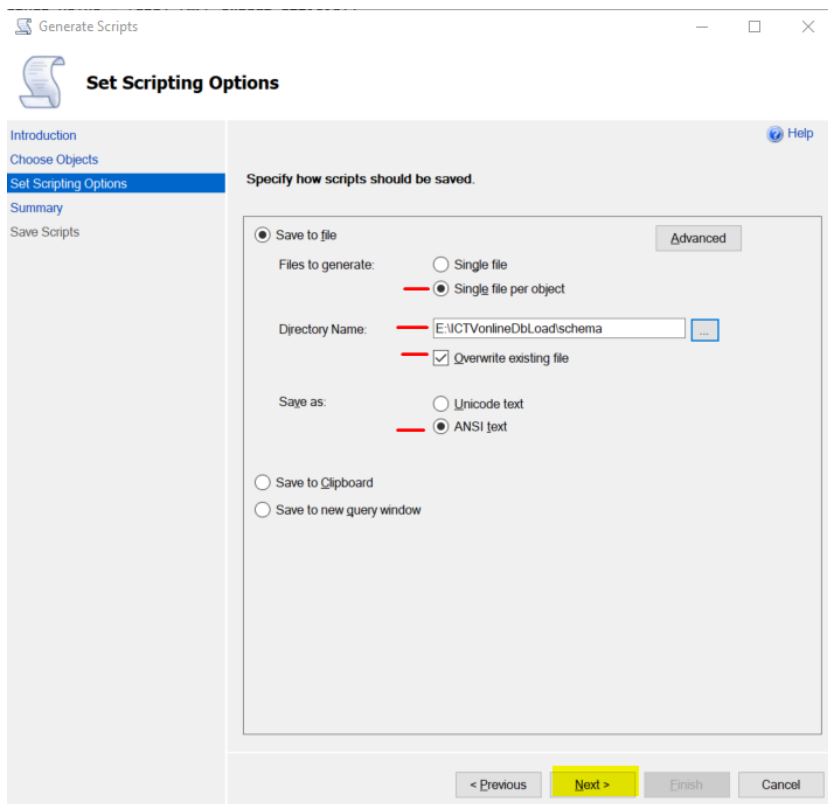 Generate Scripts
Set Scripting Options
Introduction
Choose Objects
Set Scripting Options
Summary
Save Scripts
Help
Specify how scripts should be saved.
Save to file
Advanced
Files to generate:
Single file
Single file per object
Directory Name:
E:\ICTVonlineDbLoad\schema
...
Overwrite existing file
Save as:
Unicode text
ANSI text
Save to Clipboard
Save to new query window
< Previous
Next >
Finish
Cancel